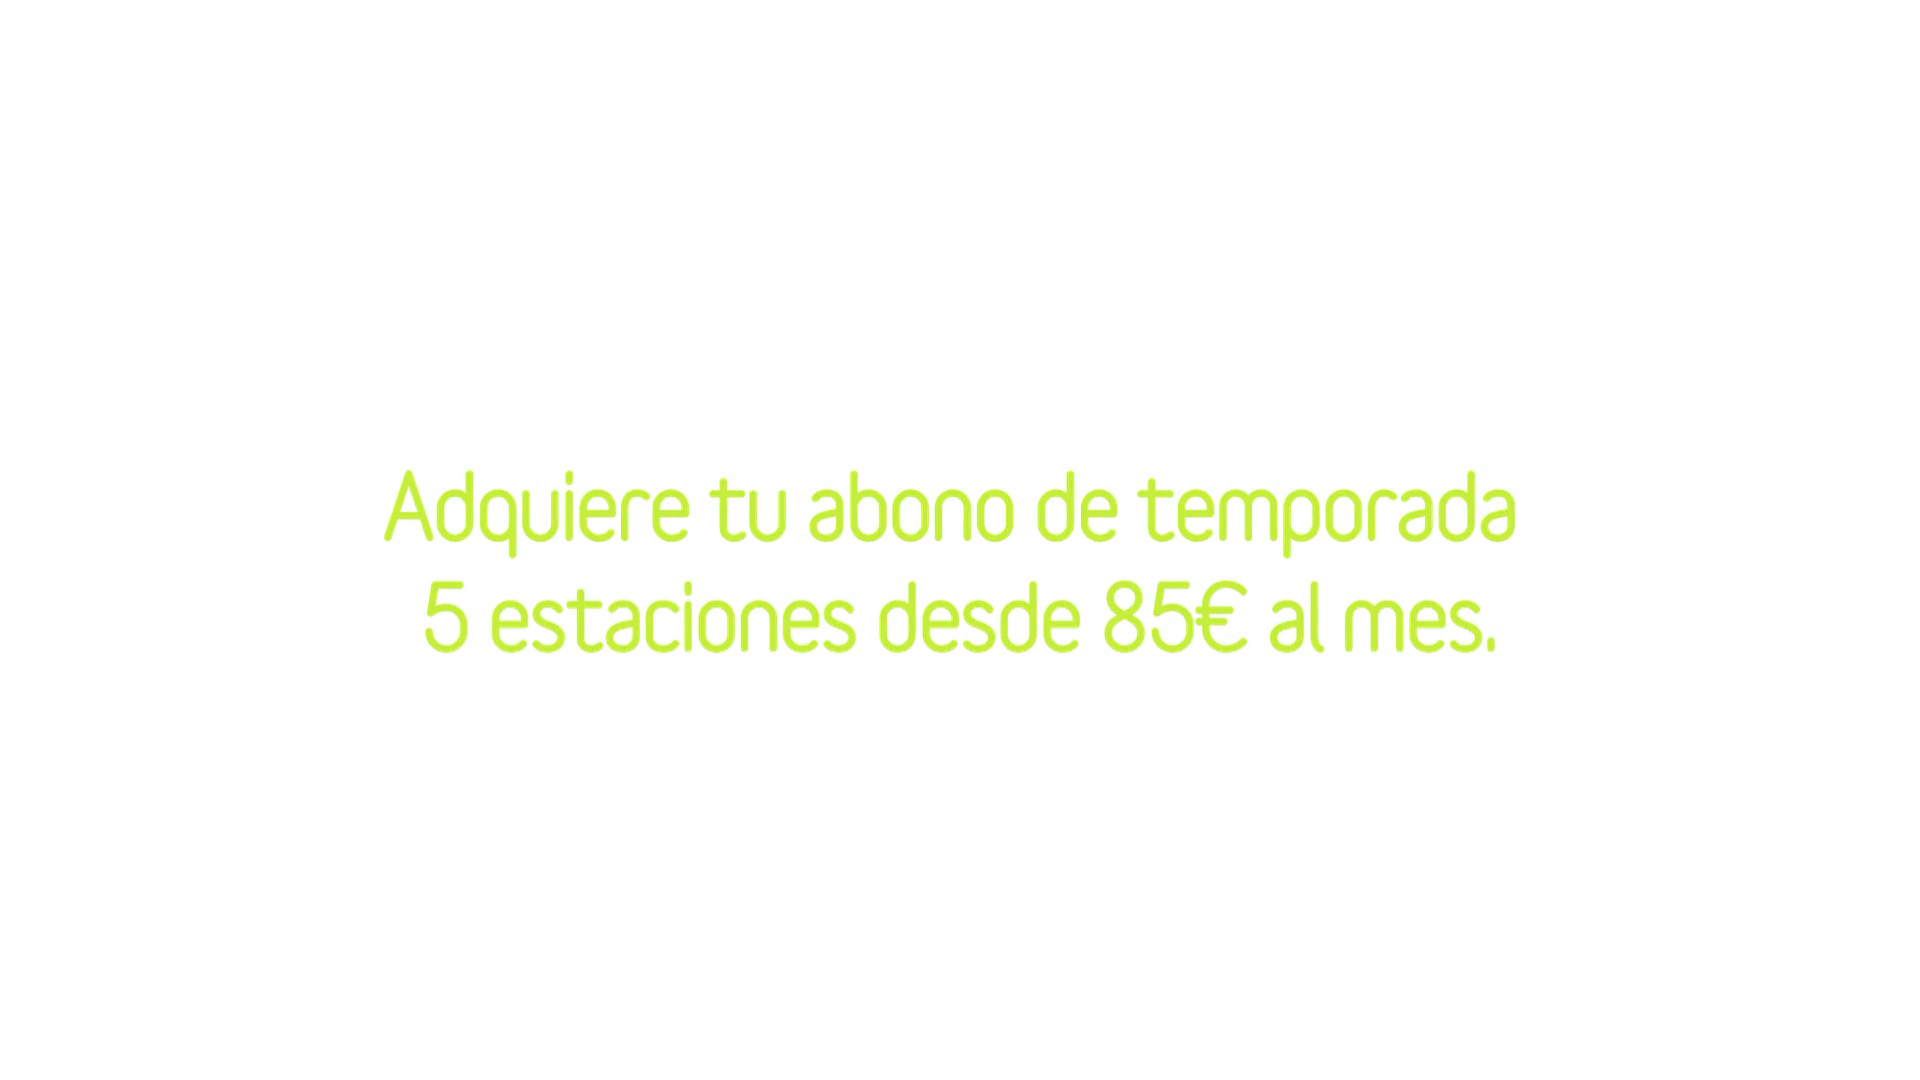 Adquiere tu abono de temporada
5 estaciones desde 85€ al mes.